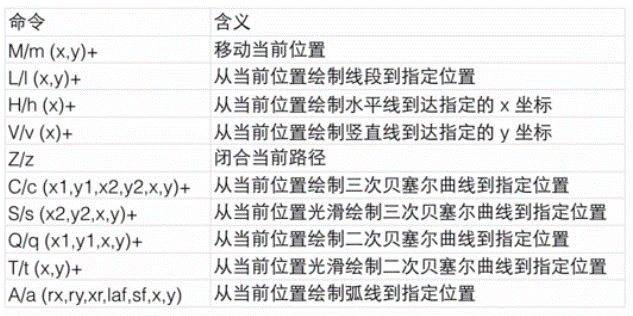 命令 含义
M/m (x,y)+ 移动当前位置
L/l (x,y)+ 从当前位置绘制线段到指定位置
H/h (x)+ 从当前位置绘制水平线到达指定的 x 坐标
V/v (x)+ 从当前位置绘制竖直线到达指定的 y 坐标
Z/z 闭合当前路径
C/c (x1,y1,x2,y2,x,y)+ 从当前位置绘制三次贝塞尔曲线到指定位置
S/s (x2,y2,x,y)+ 从当前位置光滑绘制三次贝塞尔曲线到指定位置
Q/q (x1,y1,x,y)+ 从当前位置绘制二次贝塞尔曲线到指定位置
T/t (x,y)+ 从当前位置光滑绘制二次贝塞尔曲线到指定位置
A/a (rx,ry,xr,laf,sf,x,y) 从当前位置绘制弧线到指定位置